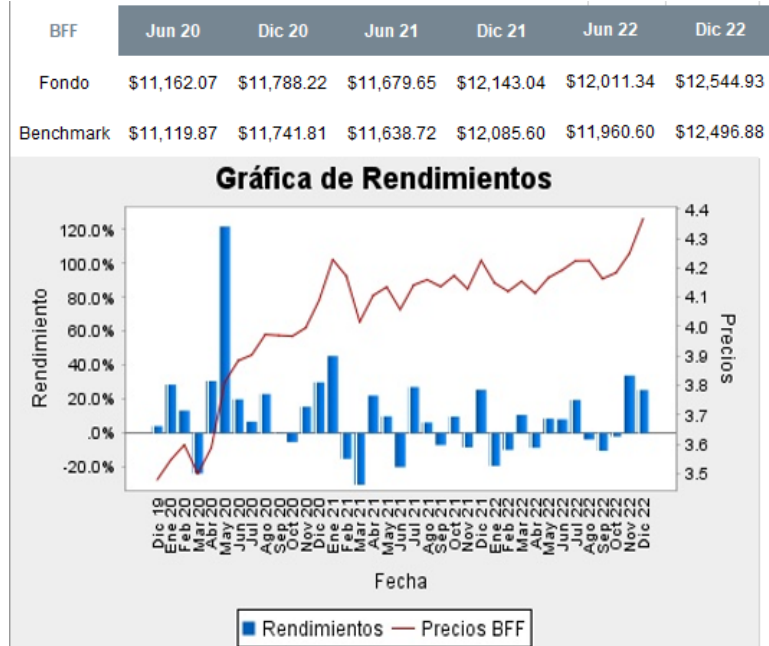 BFF Jun 20 Dic 20 Jun 21 Dic 21 Jun 22 Dic 22
Fondo $11,162.07 $11,788.22 $11,679.65 $12,143.04 $12,011.34 $12,544.93
Benchmark $11,119.87 $11,741.81 $11,638.72 $12,085.60 $11,960.60 $12,496.88
Gráfica de Rendimientos
Rendimiento
120.0%
100.0%
80.0%
60.0%
40.0%
20.0%
.0%
-20.0%
4.4
4.3
4.2
4.1
4.0
3.9
3.8
3.7
3.6
3.5
Precios
Dic 19
Ene 20
Feb 20
Mar 20
Abr 20
May 20
Jun 20
Jul 20
Ago 20
Sep 20
Oct 20
Nov 20
Dic 20
Ene 21
Feb 21
Mar 21
Abr 21
May 21
Jun 21
Jul 21
Ago 21
Sep 21
Oct 21
Nov 21
Dic 21
Ene 22
Feb 22
Mar 22
Abr 22
May 22
Jun 22
Jul 22
Ago 22
Sep 22
Oct 22
Nov 22
Dic 22
Fecha
Rendimientos Precios BFF